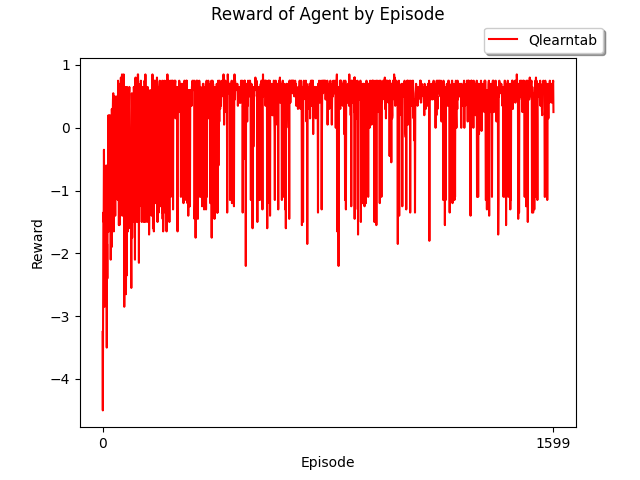 Reward of Agent by Episode
Qlearntab
1
0
−1
−2
−3
−4
Reward
0
1599
Episode